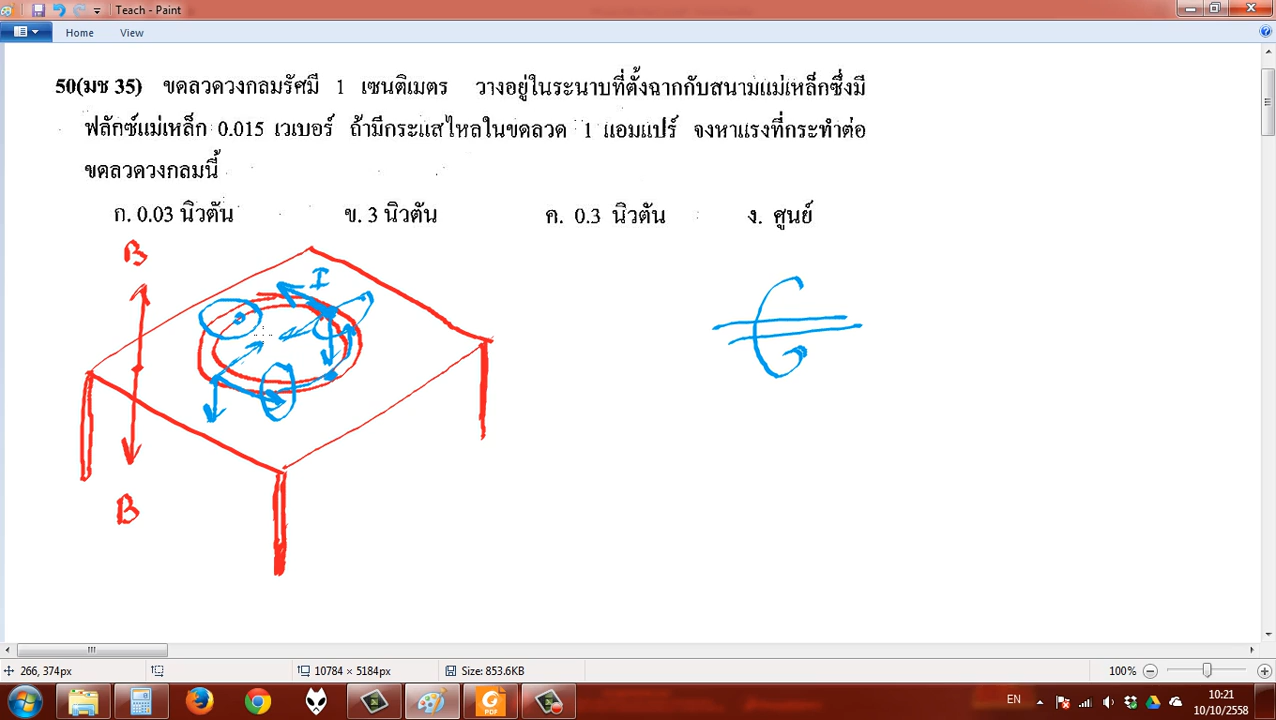 Teach - Paint
Home View
50(มช 35) ขดลวดวงกลมรัศมี 1 เซนติเมตร วางอยู่ในระนาบที่ตั้งฉากกับสนามแม่เหล็กซึ่งมี
ฟลักซ์แม่เหล็ก 0.015 เวเบอร์ ถ้ามีกระแสไหลในขดลวด 1 แอมแปร์ จงหาแรงที่กระทำต่อ
ขดลวดวงกลมนี้
ก. 0.03 นิวตัน ข. 3 นิวตัน ค. 0.3 นิวตัน ง. ศูนย์
B
I
B
266, 374px 10784 × 5184px Size: 853.6KB 100%
PDF
EN 10:21
10/10/2558